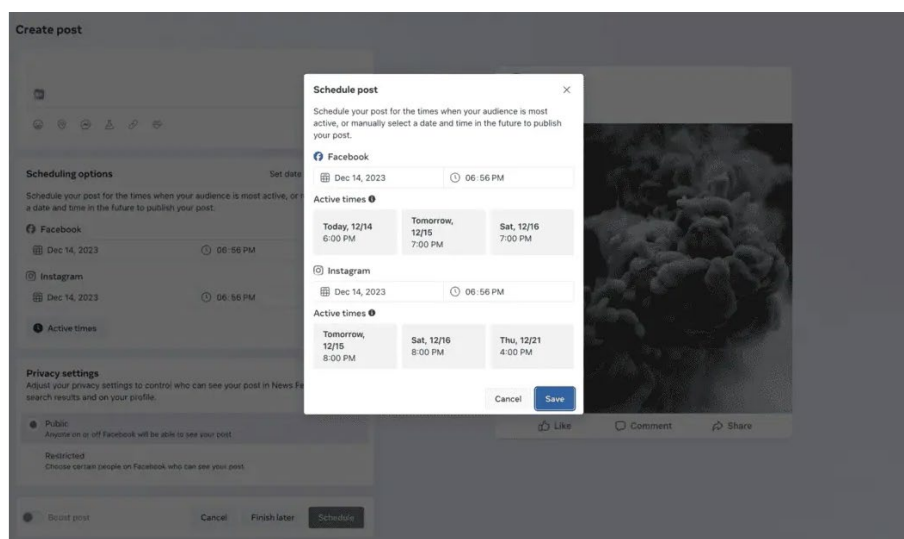 Create post
Scheduling options
Set date
Schedule your post for the times when your audience is most active, or
a date and time in the future to publish your post.
Facebook
Dec 14, 2023
06:56 PM
Instagram
Dec 14, 2023
06:56 PM
Active times
Privacy settings
Adjust your privacy settings to control who can see your post in News Fe
search results and on your profile.
Public
Anyone on or off Facebook will be able to see your post.
Restricted
Choose certain people on Facebook who can see your post.
Boost post
Cancel
Finish later
Schedule
Schedule post
Schedule your post for the times when your audience is most
active, or manually select a date and time in the future to publish
your post.
Facebook
Dec 14, 2023
06:56 PM
Active times
Today, 12/14
6:00 PM
Tomorrow,
12/15
7:00 PM
Sat, 12/16
7:00 PM
Instagram
Dec 14, 2023
06:56 PM
Active times
Tomorrow,
12/15
8:00 PM
Sat, 12/16
8:00 PM
Thu, 12/21
4:00 PM
Cancel
Save
Like
Comment
Share